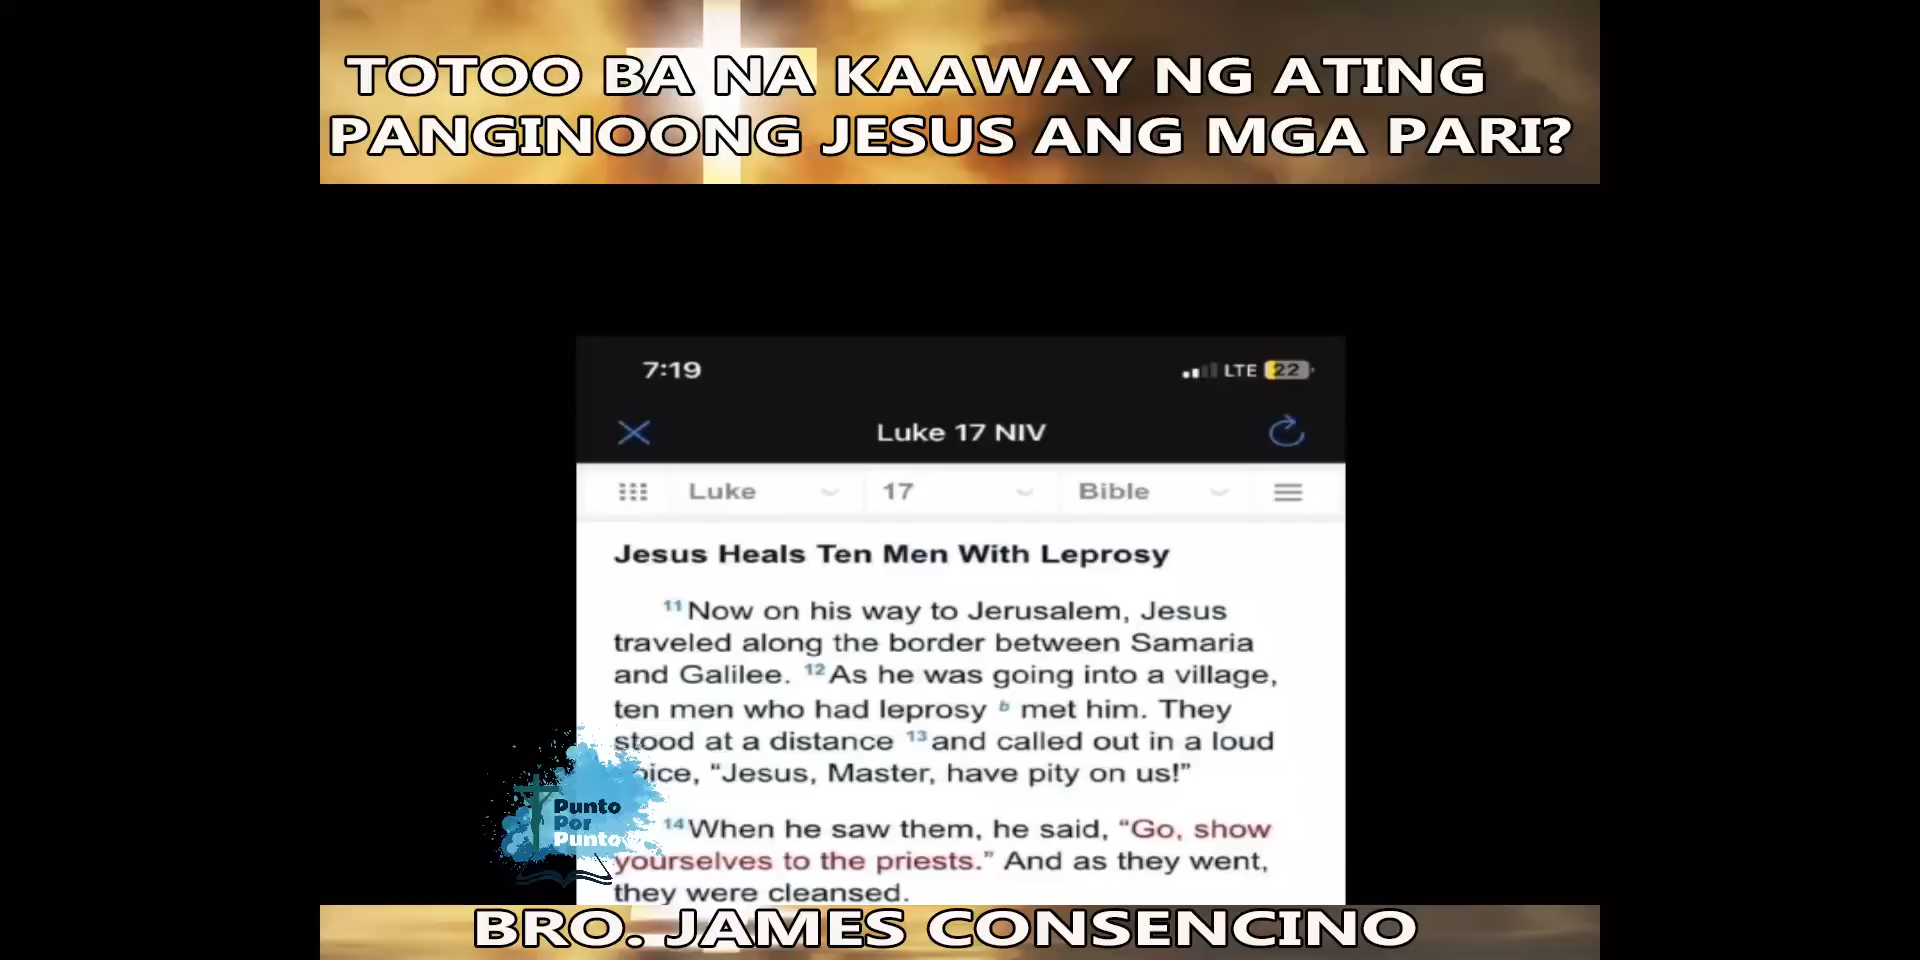 TOTOO BA NA KAAWAY NG ATING
PANGINOONG JESUS ANG MGA PARI?
7:19
LTE 22
Luke 17 NIV
Luke 17 Bible
Jesus Heals Ten Men With Leprosy
11 Now on his way to Jerusalem, Jesus
traveled along the border between Samaria
and Galilee. 12 As he was going into a village,
ten men who had leprosy b met him. They
stood at a distance 13 and called out in a loud
oice, “Jesus, Master, have pity on us!”
14 When he saw them, he said, “Go, show
yourselves to the priests.” And as they went,
they were cleansed.
Punto
Por
Punto
BRO. JAMES CONSENCINO